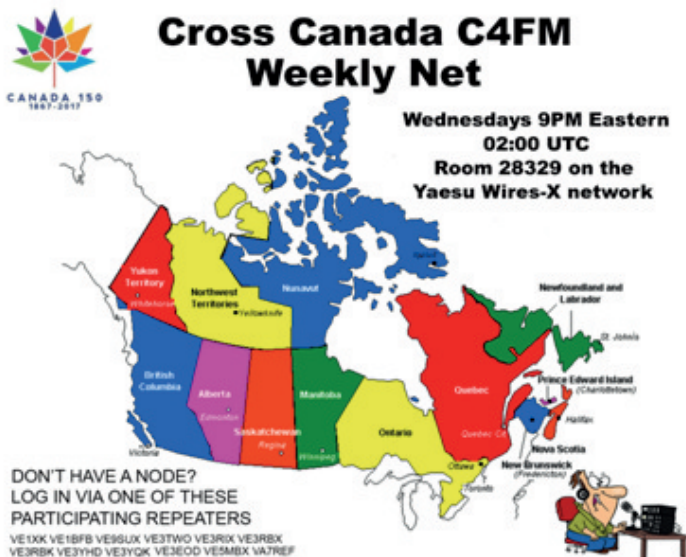 Cross Canada C4FM
Weekly Net
CANADA 150
1867-2017
Wednesdays 9PM Eastern
02:00 UTC
Room 28329 on the
Yaesu Wires-X network
Yukon
Territory
Whitehorse
Northwest
Territories
Yellowknife
Nunavut
Iqaluit
Newfoundland and
Labrador
St. Johns
British
Columbia
Victoria
Alberta
Edmonton
Saskatchewan
Regina
Manitoba
Winnipeg
Ontario
Ottawa
Toronto
Quebec
Quebec Cit
Prince Edward Island
(Charlottetown)
Halifax
Nova Scotia
New Brunswick
(Fredericton)
DON'T HAVE A NODE?
LOG IN VIA ONE OF THESE
PARTICIPATING REPEATERS
VE1XK VE1BFB VE9SUX VE3TWO VE3RIX VE3RBX
VE3RBK VE3YHD VE3YQK VE3EOD VE5MBX VA7REF